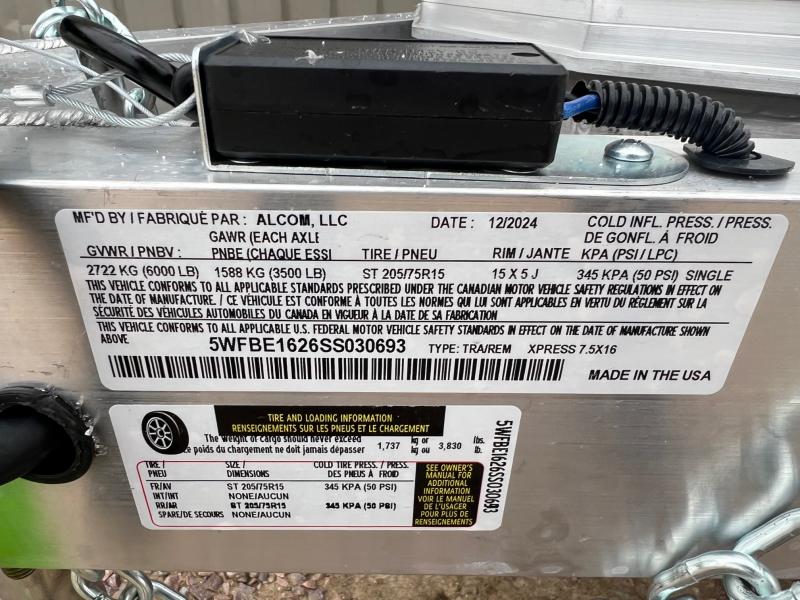 MF'D BY / FABRIQUÉ PAR : ALCOM, LLC DATE : 12/2024 COLD INFL. PRESS. / PRESS.
GAWR (EACH AXLE DE GONFL. À FROID
GVWR / PNBV : PNBE (CHAQUE ESSI TIRE / PNEU RIM / JANTE KPA (PSI / LPC)
2722 KG (6000 LB) 1588 KG (3500 LB) ST 205/75R15 15 X 5 J 345 KPA (50 PSI) SINGLE
THIS VEHICLE CONFORMS TO ALL APPLICABLE STANDARDS PRESCRIBED UNDER THE CANADIAN MOTOR VEHICLE SAFETY REGULATIONS IN EFFECT ON
THE DATE OF MANUFACTURE. / CE VÉHICULE EST CONFORME À TOUTES LES NORMES QUI LUI SONT APPLICABLES EN VERTU DU RÉGLEMENT SUR LA
SÉCURITÉ DES VÉHICULES AUTOMOBILES DU CANADA EN VIGUEUR À LA DATE DE SA FABRICATION
THIS VEHICLE CONFORMS TO ALL APPLICABLE U.S. FEDERAL MOTOR VEHICLE SAFETY STANDARDS IN EFFECT ON THE DATE OF MANUFACTURE SHOWN
ABOVE
5WFBE1626SS030693 TYPE: TRA/REM XPRESS 7.5X16
MADE IN THE USA
TIRE AND LOADING INFORMATION
RENSEIGNEMENTS SUR LES PNEUS ET LE CHARGEMENT
The weight of cargo should never exceed 1,737 kg or 3,830 lbs.
ce poids du chargement ne doit jamais dépasser kg ou lb.
TIRE / SIZE / COLD TIRE PRESS. / PRESS.
PNEU DIMENSIONS DES PNEUS À FROID
FR/AV ST 205/75R15 345 KPA (50 PSI)
INT/INT NONE/AUCUN
RR/AR ST 205/75R15 345 KPA (50 PSI)
SPARE/DE SECOURS NONE/AUCUN
SEE OWNER'S
MANUAL FOR
ADDITIONAL
INFORMATION
VOIR LE MANUEL
DE L'USAGER
POUR PLUS DE
RENSEIGNEMENTS
5WFBE1626SS030693